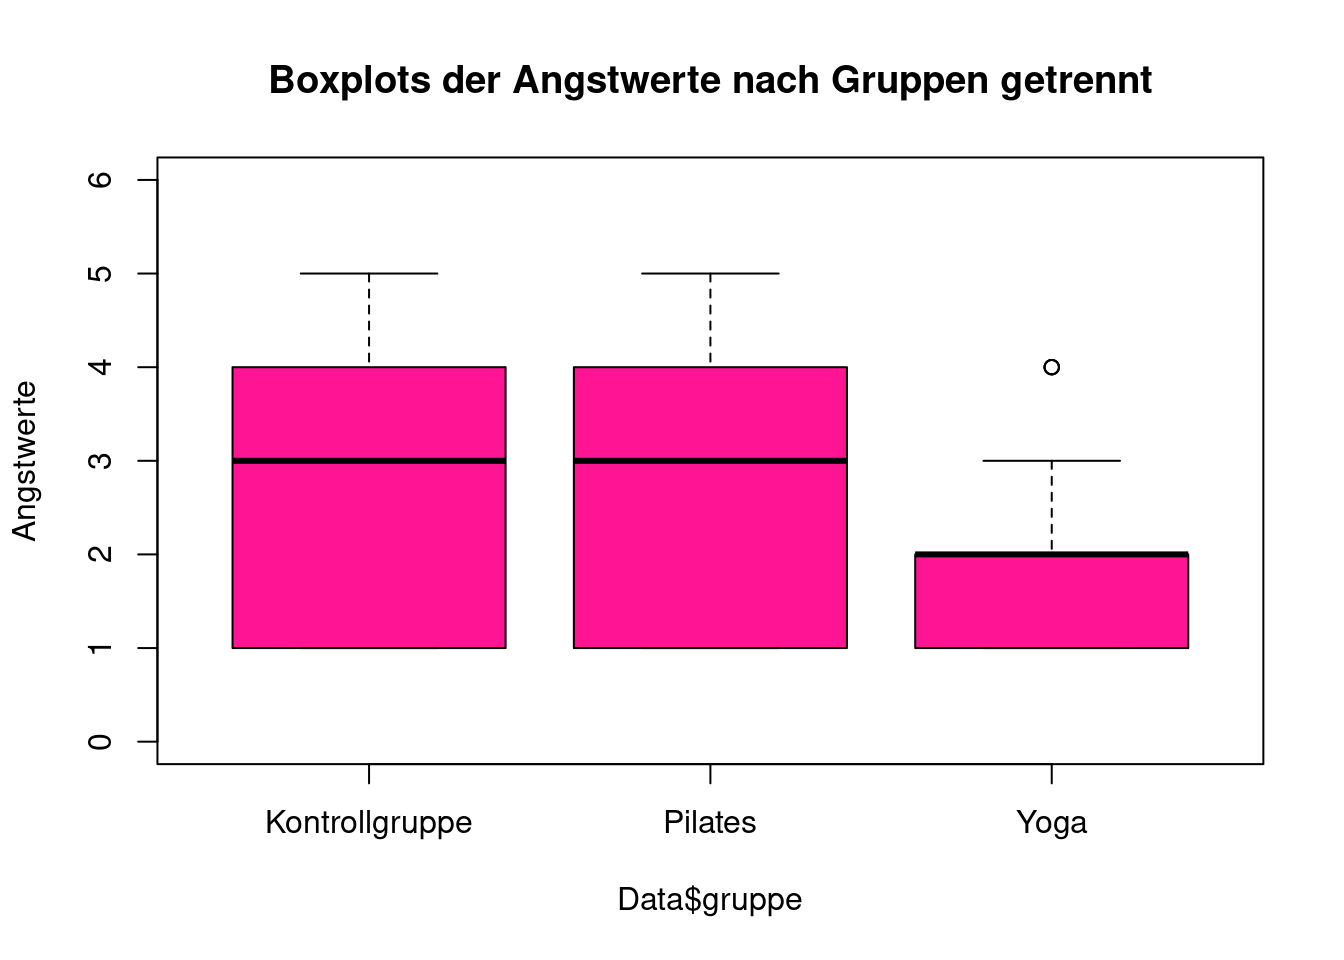 Boxplots der Angstwerte nach Gruppen getrennt
Angstwerte
6
5
4
3
2
1
0
Kontrollgruppe Pilates Yoga
Data$gruppe